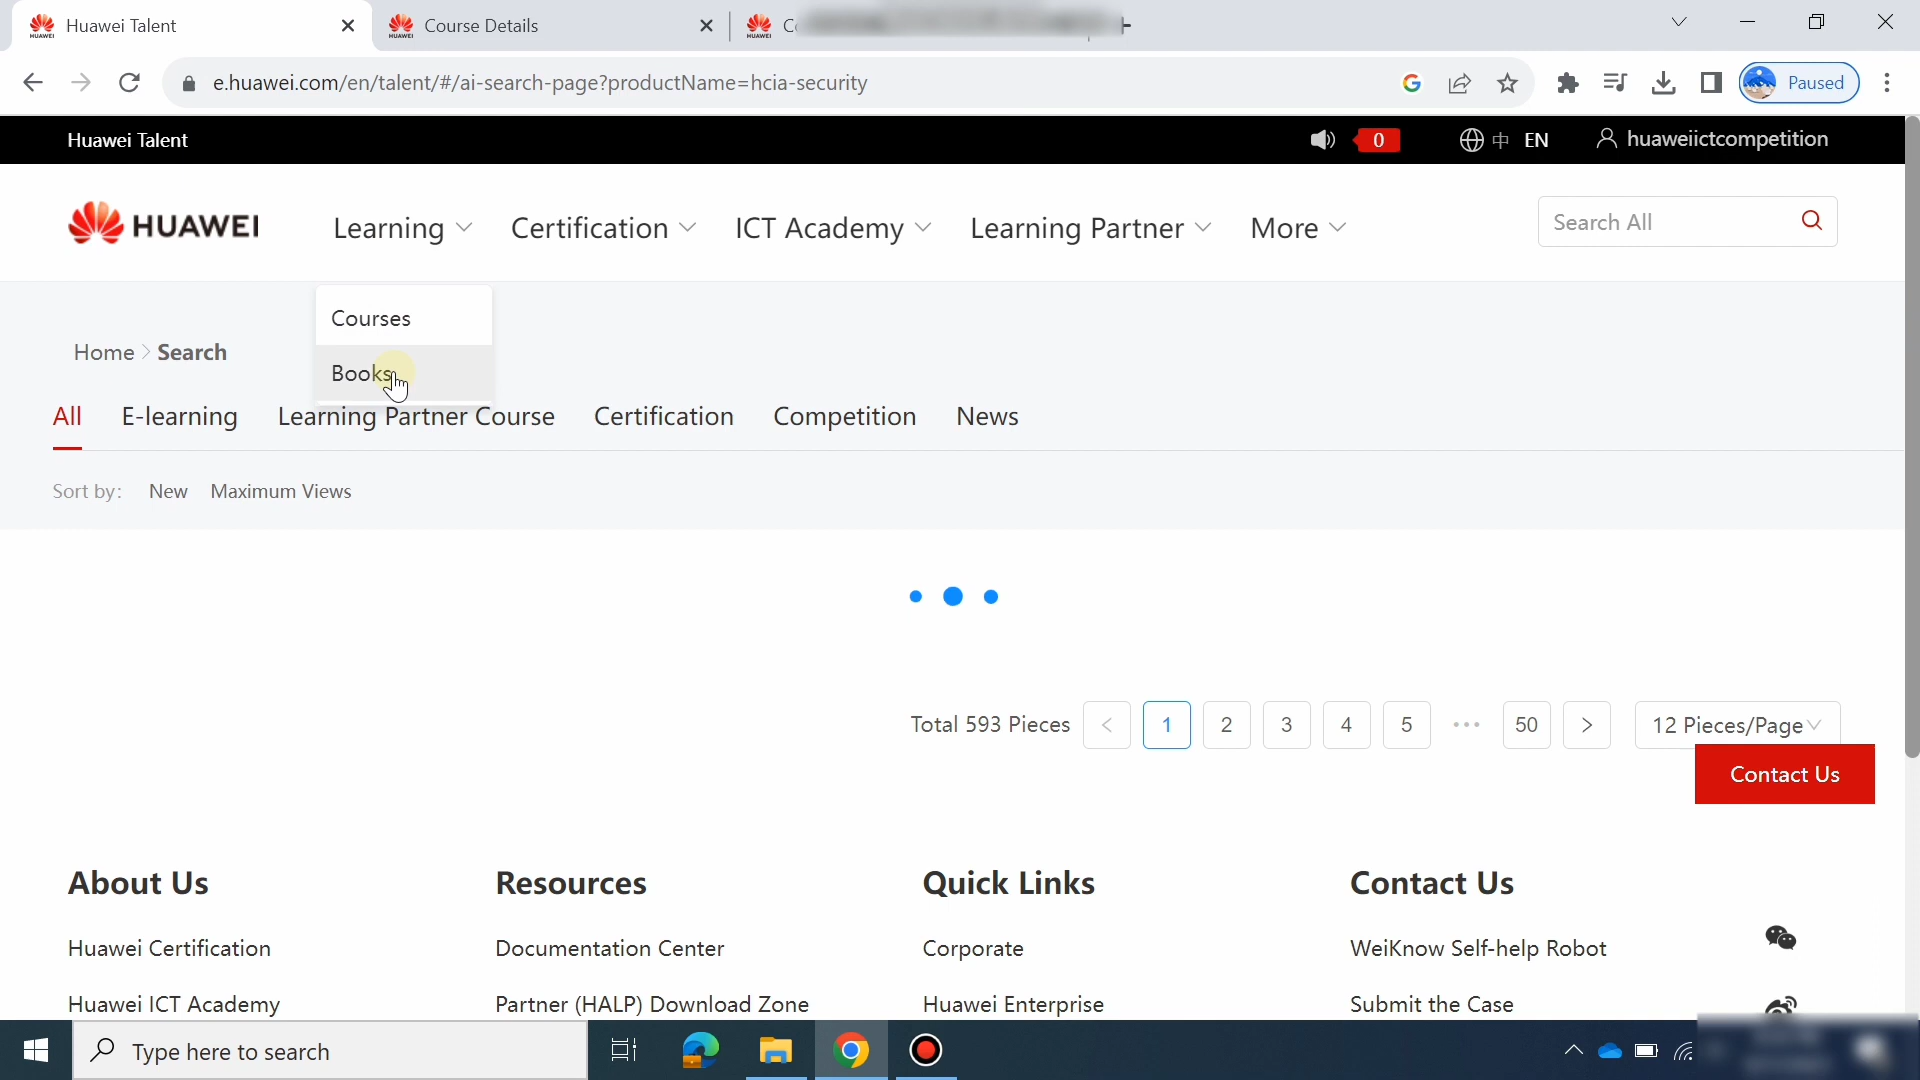 Huawei Talent
Course Details
e.huawei.com/en/talent/#/ai-search-page?productName=hcia-security
Paused
Huawei Talent
0
中 EN
huaweiictcompetition
HUAWEI
Learning
Certification
ICT Academy
Learning Partner
More
Search All
Courses
Books
Home > Search
All
E-learning
Learning Partner Course
Certification
Competition
News
Sort by:
New
Maximum Views
Total 593 Pieces
<
1
2
3
4
5
•••
50
>
12 Pieces/Page
Contact Us
About Us
Resources
Quick Links
Contact Us
Huawei Certification
Documentation Center
Corporate
WeiKnow Self-help Robot
Huawei ICT Academy
Partner (HALP) Download Zone
Huawei Enterprise
Submit the Case
Type here to search